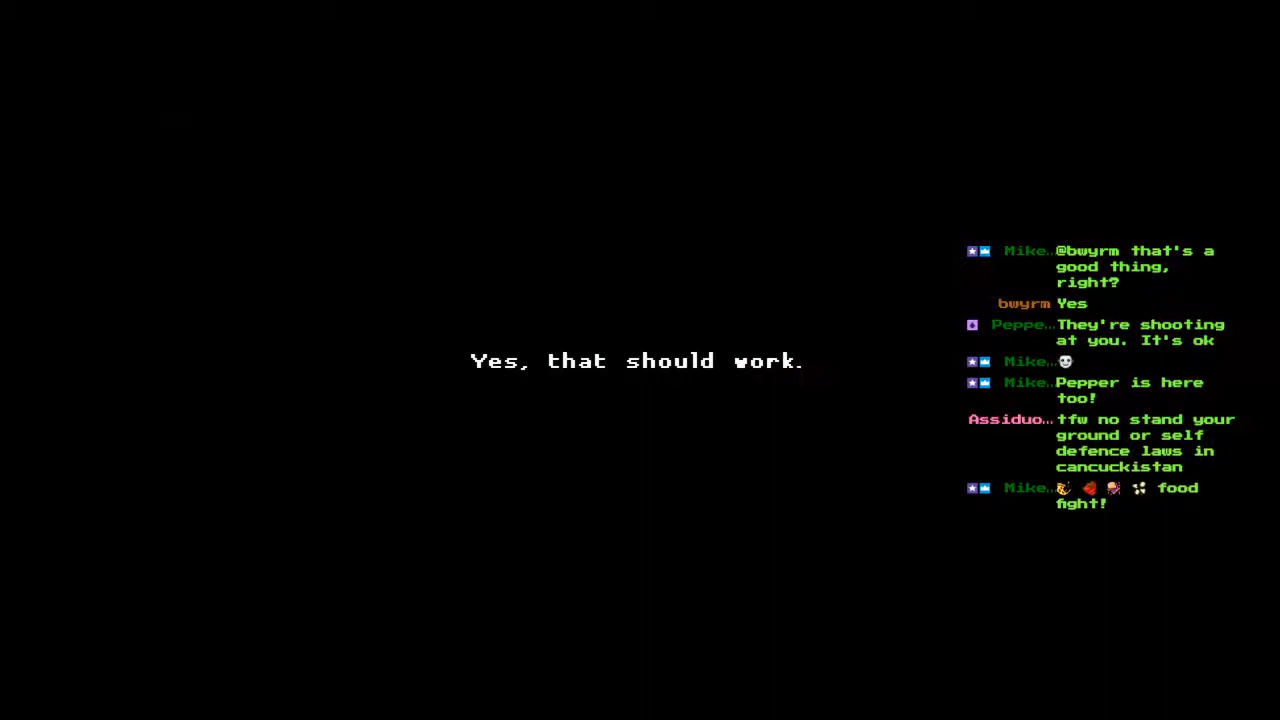 Yes, that should work.
Mike… @bwyrm that's a
good thing,
right?
bwyrm Yes
Peppe… They're shooting
at you. It's ok
Mike… 💀
Mike… Pepper is here
too!
Assiduo… tfw no stand your
ground or self
defence laws in
cancuckistan
Mike… food
fight!